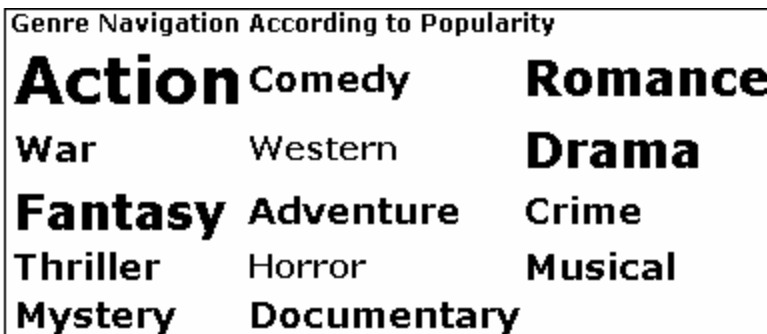 Genre Navigation According to Popularity
Action Comedy Romance
War Western Drama
Fantasy Adventure Crime
Thriller Horror Musical
Mystery Documentary